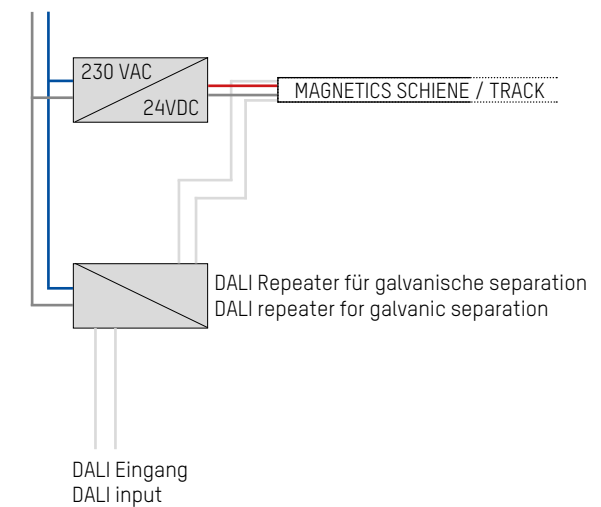 230 VAC
24VDC
MAGNETICS SCHIENE / TRACK
DALI Repeater für galvanische separation
DALI repeater for galvanic separation
DALI Eingang
DALI input